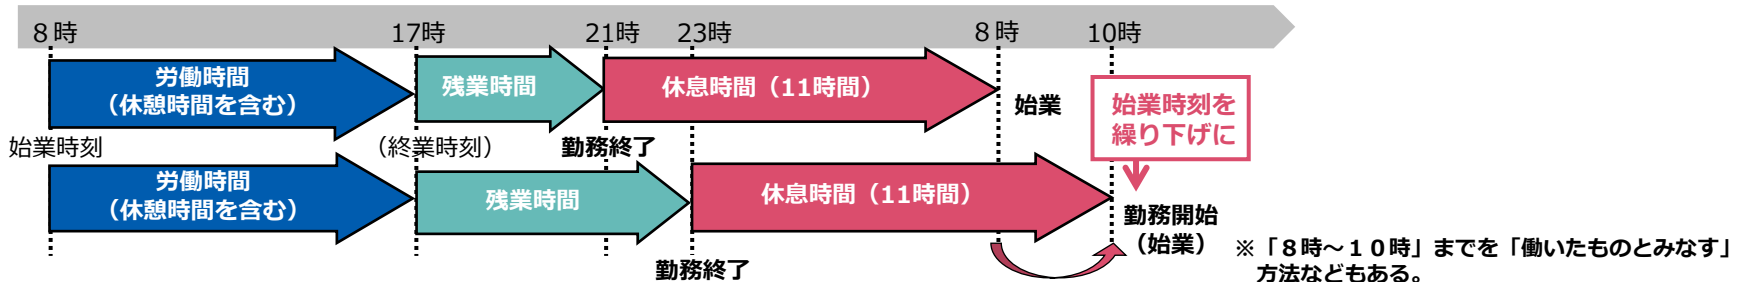 ８時 17時 21時 23時 ８時 10時
労働時間
（休憩時間を含む）
残業時間
休息時間（11時間）
始業
始業時刻を
繰り下げに
始業時刻
（終業時刻）
勤務終了
労働時間
（休憩時間を含む）
残業時間
休息時間（11時間）
勤務開始
（始業）
勤務終了
※「８時～１０時」までを「働いたものとみなす」
方法などもある。